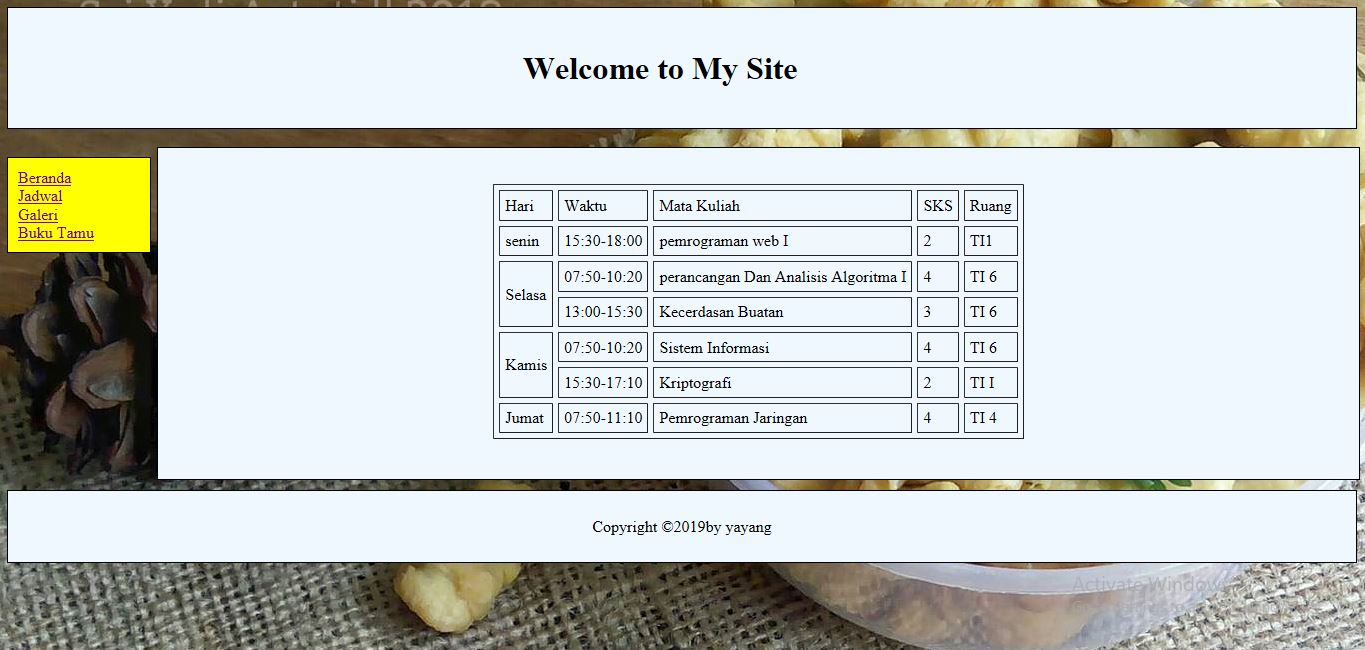 Welcome to My Site
Beranda
Jadwal
Galeri
Buku Tamu
Hari Waktu Mata Kuliah SKS Ruang
senin 15:30-18:00 pemrograman web I 2 TI1
Selasa 07:50-10:20 perancangan Dan Analisis Algoritma I 4 TI 6
13:00-15:30 Kecerdasan Buatan 3 TI 6
Kamis 07:50-10:20 Sistem Informasi 4 TI 6
15:30-17:10 Kriptografi 2 TI I
Jumat 07:50-11:10 Pemrograman Jaringan 4 TI 4
Copyright ©2019by yayang
Activate Windows